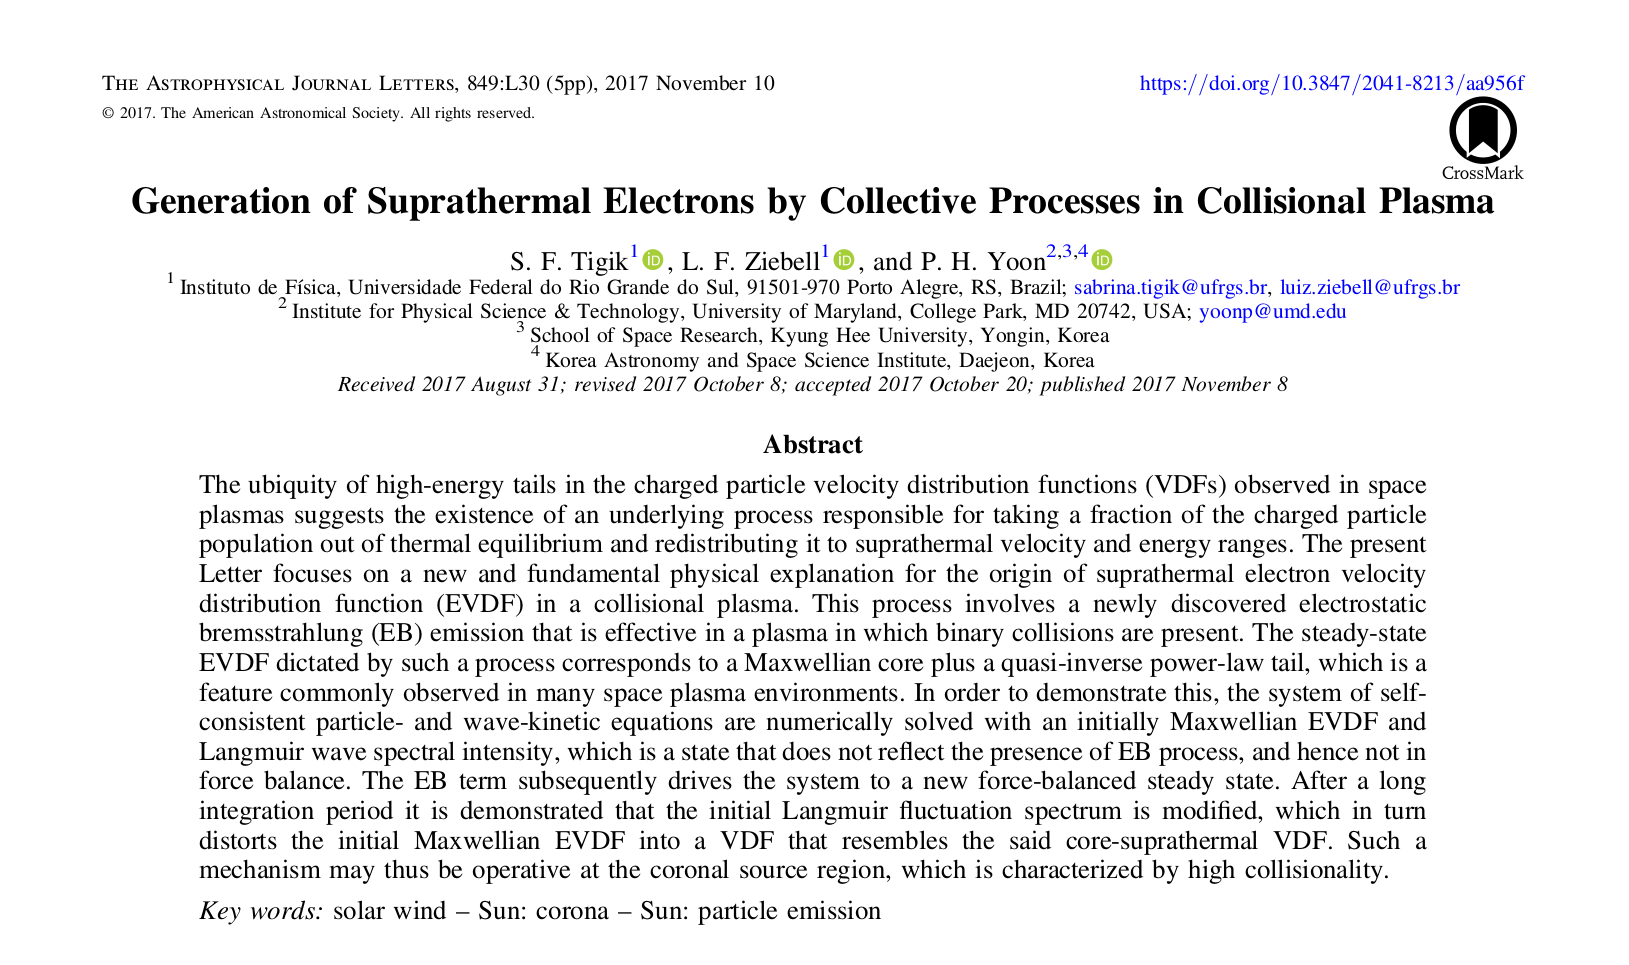 THE ASTROPHYSICAL JOURNAL LETTERS, 849:L30 (5pp), 2017 November 10
https://doi.org/10.3847/2041-8213/aa956f
© 2017. The American Astronomical Society. All rights reserved.
CrossMark
Generation of Suprathermal Electrons by Collective Processes in Collisional Plasma
S. F. Tigik1 iD, L. F. Ziebell1 iD, and P. H. Yoon2,3,4 iD
1 Instituto de Física, Universidade Federal do Rio Grande do Sul, 91501-970 Porto Alegre, RS, Brazil; sabrina.tigik@ufrgs.br, luiz.ziebell@ufrgs.br
2 Institute for Physical Science & Technology, University of Maryland, College Park, MD 20742, USA; yoonp@umd.edu
3 School of Space Research, Kyung Hee University, Yongin, Korea
4 Korea Astronomy and Space Science Institute, Daejeon, Korea
Received 2017 August 31; revised 2017 October 8; accepted 2017 October 20; published 2017 November 8
Abstract
The ubiquity of high-energy tails in the charged particle velocity distribution functions (VDFs) observed in space
plasmas suggests the existence of an underlying process responsible for taking a fraction of the charged particle
population out of thermal equilibrium and redistributing it to suprathermal velocity and energy ranges. The present
Letter focuses on a new and fundamental physical explanation for the origin of suprathermal electron velocity
distribution function (EVDF) in a collisional plasma. This process involves a newly discovered electrostatic
bremsstrahlung (EB) emission that is effective in a plasma in which binary collisions are present. The steady-state
EVDF dictated by such a process corresponds to a Maxwellian core plus a quasi-inverse power-law tail, which is a
feature commonly observed in many space plasma environments. In order to demonstrate this, the system of self-
consistent particle- and wave-kinetic equations are numerically solved with an initially Maxwellian EVDF and
Langmuir wave spectral intensity, which is a state that does not reflect the presence of EB process, and hence not in
force balance. The EB term subsequently drives the system to a new force-balanced steady state. After a long
integration period it is demonstrated that the initial Langmuir fluctuation spectrum is modified, which in turn
distorts the initial Maxwellian EVDF into a VDF that resembles the said core-suprathermal VDF. Such a
mechanism may thus be operative at the coronal source region, which is characterized by high collisionality.
Key words: solar wind – Sun: corona – Sun: particle emission